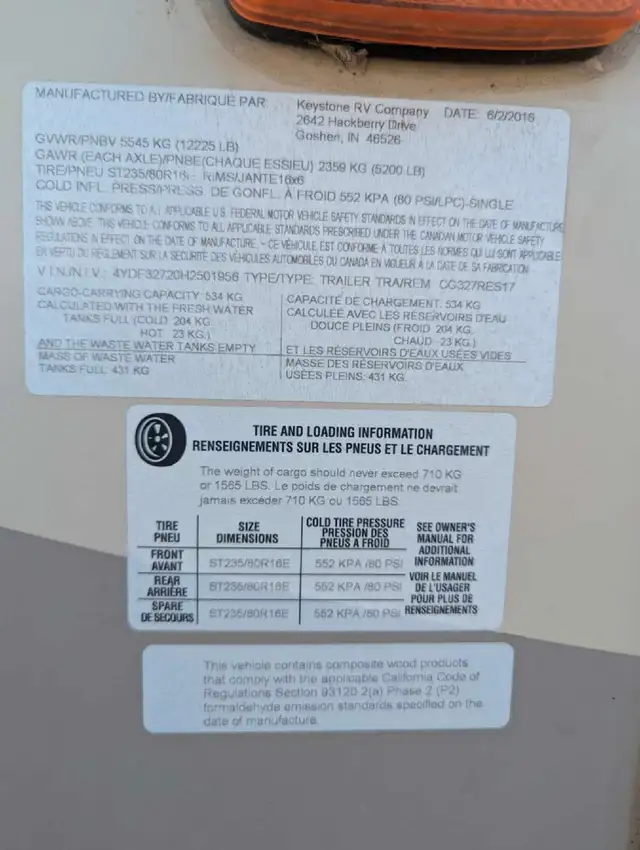 MANUFACTURED BY/FABRIQUE PAR: Keystone RV Company DATE: 6/2/2016
2642 Hackberry Drive
Goshen, IN 46526
GVWR/PNBV 5545 KG (12225 LB)
GAWR (EACH AXLE)/PNBE(CHAQUE ESSIEU) 2359 KG (5200 LB)
TIRE/PNEU ST235/80R16E RIMS/JANTE16x6
COLD INFL. PRESS/PRESS. DE GONFL. À FROID 552 KPA (80 PSI/LPC)-SINGLE
THIS VEHICLE CONFORMS TO ALL APPLICABLE U.S. FEDERAL MOTOR VEHICLE SAFETY STANDARDS IN EFFECT ON THE DATE OF MANUFACTURE
SHOWN ABOVE. THIS VEHICLE CONFORMS TO ALL APPLICABLE STANDARDS PRESCRIBED UNDER THE CANADIAN MOTOR VEHICLE SAFETY
REGULATIONS IN EFFECT ON THE DATE OF MANUFACTURE. - CE VÉHICULE EST CONFORME A TOUTES LES NORMES QUI LUI SONT APPLICABLE
EN VERTU DU RÈGLEMENT SUR LA SÉCURITÉ DES VÉHICULES AUTOMOBILES DU CANADA EN VIGUEUR À LA DATE DE SA FABRICATION
V.I.N./N.I.V.: 4YDF32720H2501956 TYPE/TYPE: TRAILER TRA/REM CG327RES17
CARGO-CARRYING CAPACITY: 534 KG
CALCULATED WITH THE FRESH WATER
TANKS FULL (COLD: 204 KG
HOT: 23 KG.)
AND THE WASTE WATER TANKS EMPTY
MASS OF WASTE WATER
TANKS FULL: 431 KG
CAPACITÉ DE CHARGEMENT: 534 KG
CALCULÉE AVEC LES RÉSERVOIRS D'EAU
DOUCE PLEINS (FROID: 204 KG.
CHAUD : 23 KG.)
ET LES RÉSERVOIRS D'EAUX USÉES VIDES
MASSE DES RÉSERVOIR D'EAUX
USÉES PLEINS: 431 KG.
TIRE AND LOADING INFORMATION
RENSEIGNEMENTS SUR LES PNEUS ET LE CHARGEMENT
The weight of cargo should never exceed 710 KG
or 1565 LBS. Le poids de chargement ne devrait
jamais excéder 710 KG ou 1565 LBS.
TIRE
PNEU
SIZE
DIMENSIONS
COLD TIRE PRESSURE
PRESSION DES
PNEUS A FROID
SEE OWNER'S
MANUAL FOR
ADDITIONAL
INFORMATION
VOIR LE MANUEL
DE L'USAGER
POUR PLUS DE
RENSEIGNEMENTS
FRONT
AVANT
ST235/80R16E
552 KPA /80 PSI
REAR
ARRIÈRE
ST235/80R16E
552 KPA /80 PSI
SPARE
DE SECOURS
ST235/80R16E
552 KPA /80 PSI
This vehicle contains composite wood products
that comply with the applicable California Code of
Regulations Section 93120.2(a) Phase 2 (P2)
formaldehyde emission standards specified on the
date of manufacture.